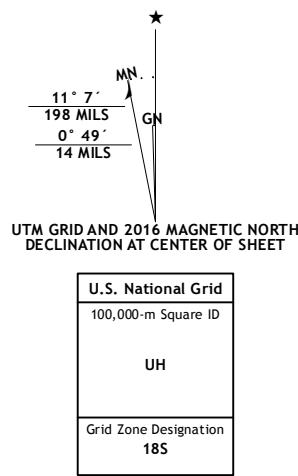 ★
MN
GN
11° 7´
198 MILS
0° 49´
14 MILS
UTM GRID AND 2016 MAGNETIC NORTH
DECLINATION AT CENTER OF SHEET
U.S. National Grid
100,000-m Square ID
UH
Grid Zone Designation
18S